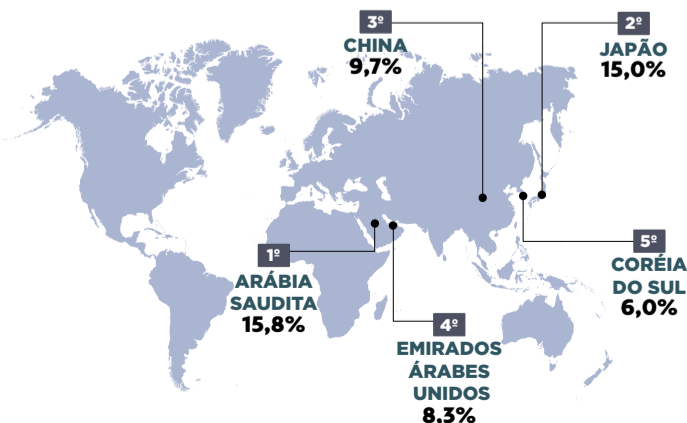 3º
CHINA
9,7%
2º
JAPÃO
15,0%
1º
ARÁBIA
SAUDITA
15,8%
5º
CORÉIA
DO SUL
6,0%
4º
EMIRADOS
ÁRABES
UNIDOS
8,3%